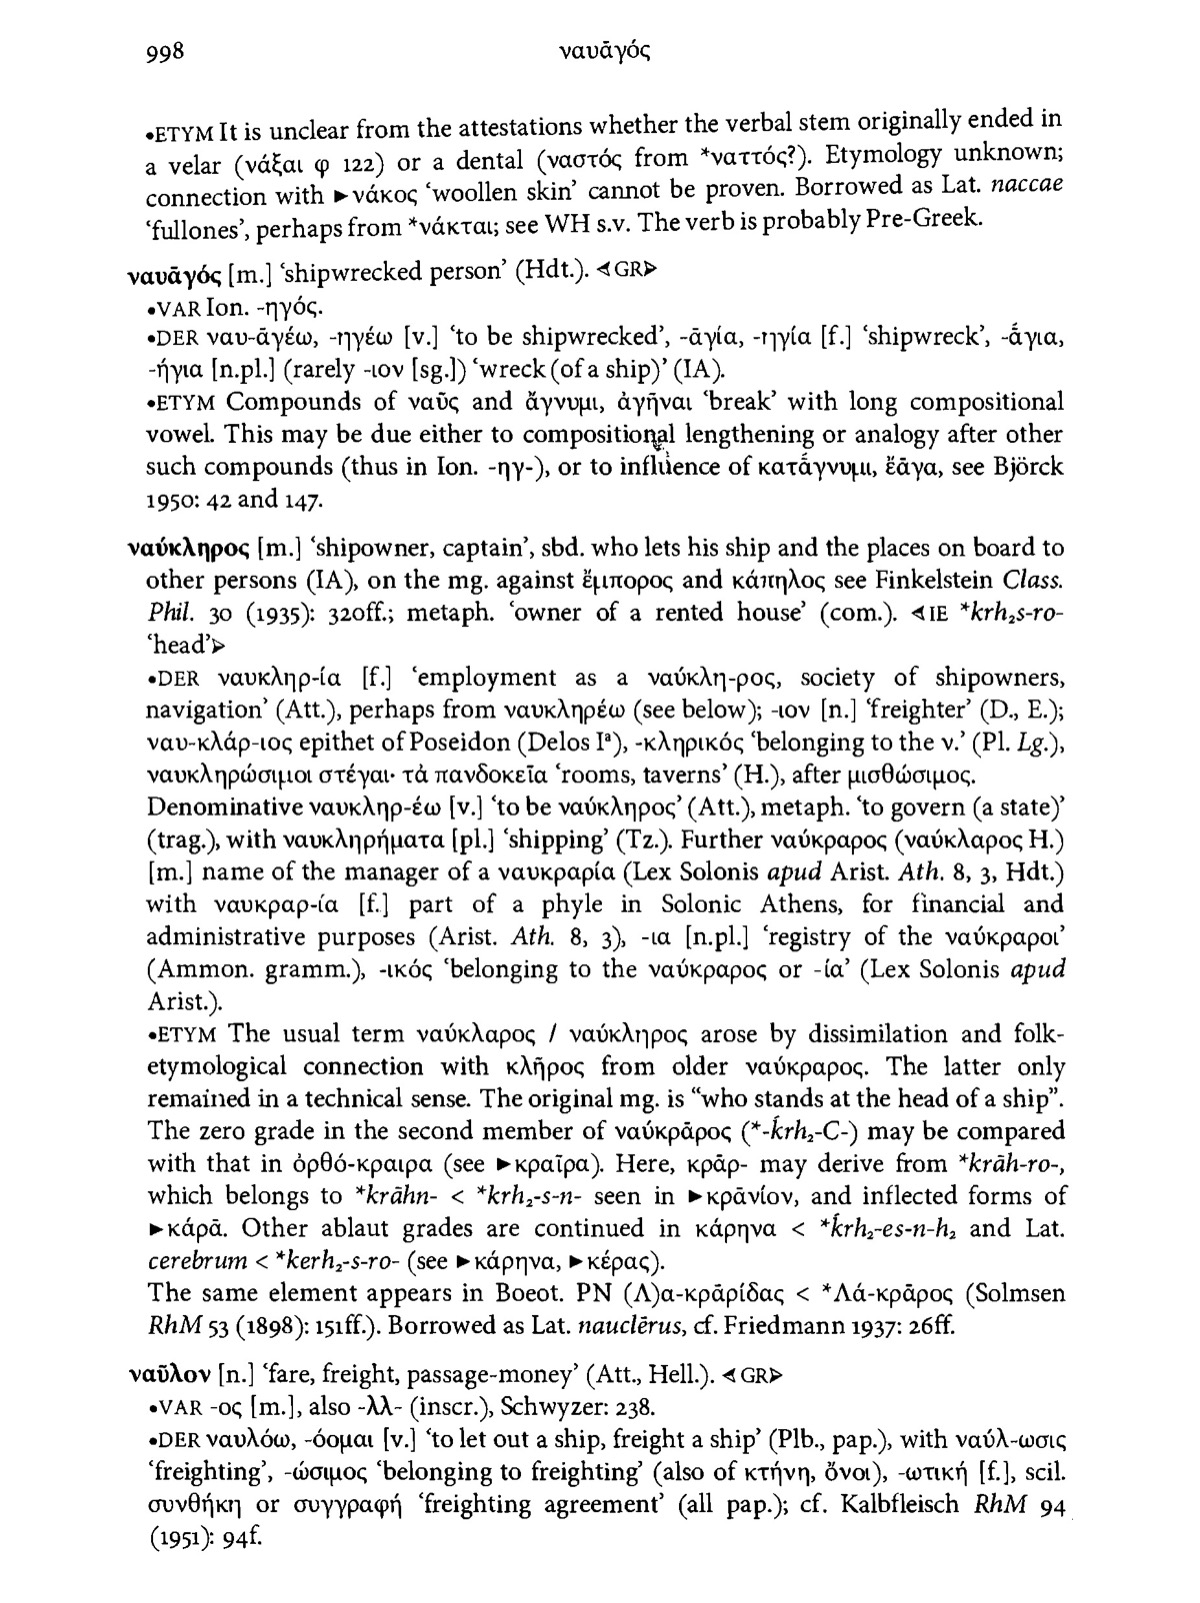 998
ναυᾱγός
•ETYM It is unclear from the attestations whether the verbal stem originally ended in
a velar (νάξαι φ 122) or a dental (ναστός from *ναττός?). Etymology unknown;
connection with ►νάκος ‘woollen skin’ cannot be proven. Borrowed as Lat. naccae
‘fullones’, perhaps from *νάκται; see WH s.v. The verb is probably Pre-Greek.
ναυᾱγός [m.] ‘shipwrecked person’ (Hdt.). ⊲GR⊳
•VAR Ion. -ηγός.
•DER ναυ-ᾱγέω, -ηγέω [v.] ‘to be shipwrecked’, -ᾱγία, -ηγία [f.] ‘shipwreck’, -ᾱ́για,
-ήγια [n.pl.] (rarely -ιον [sg.]) ‘wreck (of a ship)’ (IA).
•ETYM Compounds of ναῦς and ἄγνυμι, ἀγῆναι ‘break’ with long compositional
vowel. This may be due either to compositional lengthening or analogy after other
such compounds (thus in Ion. -ηγ-), or to influence of κατᾱ́γνυμι, ἔᾱγα, see Björck
1950: 42 and 147.
ναύκληρος [m.] ‘shipowner, captain’, sbd. who lets his ship and the places on board to
other persons (IA), on the mg. against ἔμπορος and κάπηλος see Finkelstein Class.
Phil. 30 (1935): 320ff.; metaph. ‘owner of a rented house’ (com.). ⊲IE *krh₂s-ro-
‘head’⊳
•DER ναυκληρ-ία [f.] ‘employment as a ναύκλη-ρος, society of shipowners,
navigation’ (Att.), perhaps from ναυκληρέω (see below); -ιον [n.] ‘freighter’ (D., E.);
ναυ-κλάρ-ιος epithet of Poseidon (Delos Iᵃ), -κληρικός ‘belonging to the ν.’ (Pl. Lg.),
ναυκληρώσιμοι στέγαι· τὰ πανδοκεῖα ‘rooms, taverns’ (H.), after μισθώσιμος.
Denominative ναυκληρ-έω [v.] ‘to be ναύκληρος’ (Att.), metaph. ‘to govern (a state)’
(trag.), with ναυκληρήματα [pl.] ‘shipping’ (Tz.). Further ναύκραρος (ναύκλαρος H.)
[m.] name of the manager of a ναυκραρία (Lex Solonis apud Arist. Ath. 8, 3, Hdt.)
with ναυκραρ-ία [f.] part of a phyle in Solonic Athens, for financial and
administrative purposes (Arist. Ath. 8, 3), -ια [n.pl.] ‘registry of the ναύκραροι’
(Ammon. gramm.), -ικός ‘belonging to the ναύκραρος or -ία’ (Lex Solonis apud
Arist.).
•ETYM The usual term ναύκλαρος / ναύκληρος arose by dissimilation and folk-
etymological connection with κλῆρος from older ναύκραρος. The latter only
remained in a technical sense. The original mg. is “who stands at the head of a ship”.
The zero grade in the second member of ναύκρᾱρος (*-ḱrh₂-C-) may be compared
with that in ὀρθό-κραιρα (see ►κραῖρα). Here, κρᾱρ- may derive from *krāh-ro-,
which belongs to *krāhn- < *krh₂-s-n- seen in ►κρᾱνίον, and inflected forms of
►κάρᾱ. Other ablaut grades are continued in κάρηνα < *ḱrh₂-es-n-h₂ and Lat.
cerebrum < *kerh₂-s-ro- (see ►κάρηνα, ►κέρας).
The same element appears in Boeot. PN (Λ)α-κρᾱρίδας < *Λά-κρᾱρος (Solmsen
RhM 53 (1898): 151ff.). Borrowed as Lat. nauclērus, cf. Friedmann 1937: 26ff.
ναῦλον [n.] ‘fare, freight, passage-money’ (Att., Hell.). ⊲GR⊳
•VAR -ος [m.], also -λλ- (inscr.), Schwyzer: 238.
•DER ναυλόω, -όομαι [v.] ‘to let out a ship, freight a ship’ (Plb., pap.), with ναύλ-ωσις
‘freighting’, -ώσιμος ‘belonging to freighting’ (also of κτήνη, ὄνοι), -ωτική [f.], scil.
συνθήκη or συγγραφή ‘freighting agreement’ (all pap.); cf. Kalbfleisch RhM 94
(1951): 94f.